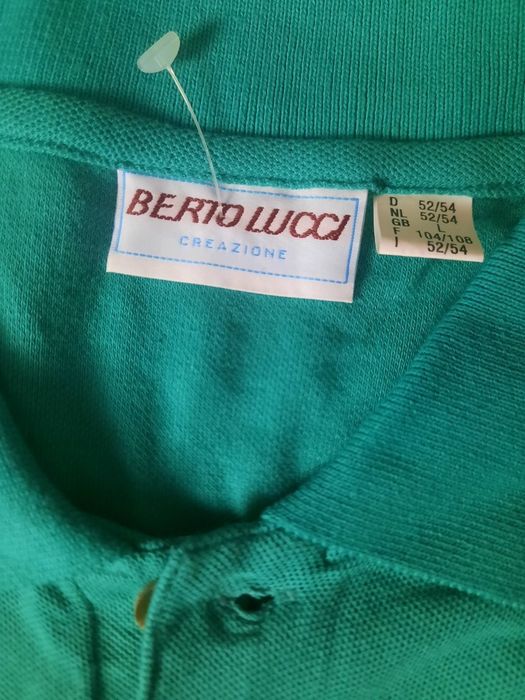 BERTO LUCCI
CREAZIONE
D 52/54
NL 52/54
GB L
F 104/108
I 52/54